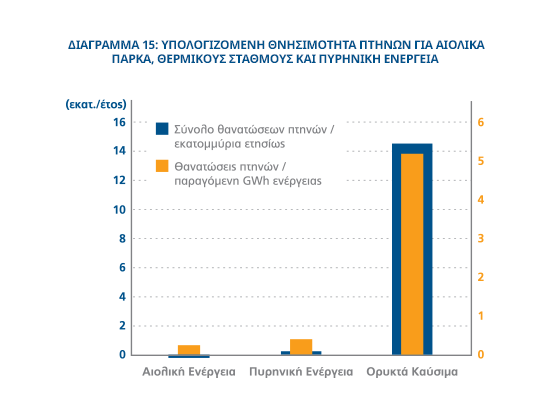 ΔΙΑΓΡΑΜΜΑ 15: ΥΠΟΛΟΓΙΖΟΜΕΝΗ ΘΝΗΣΙΜΟΤΗΤΑ ΠΤΗΝΩΝ ΓΙΑ ΑΙΟΛΙΚΑ
ΠΑΡΚΑ, ΘΕΡΜΙΚΟΥΣ ΣΤΑΘΜΟΥΣ ΚΑΙ ΠΥΡΗΝΙΚΗ ΕΝΕΡΓΕΙΑ
(εκατ./έτος)
Σύνολο θανατώσεων πτηνών /
εκατομμύρια ετησίως
Θανατώσεις πτηνών /
παραγόμενη GWh ενέργειας
16
14
12
10
8
6
4
2
0
6
5
4
3
2
1
0
Αιολική Ενέργεια Πυρηνική Ενέργεια Ορυκτά Καύσιμα